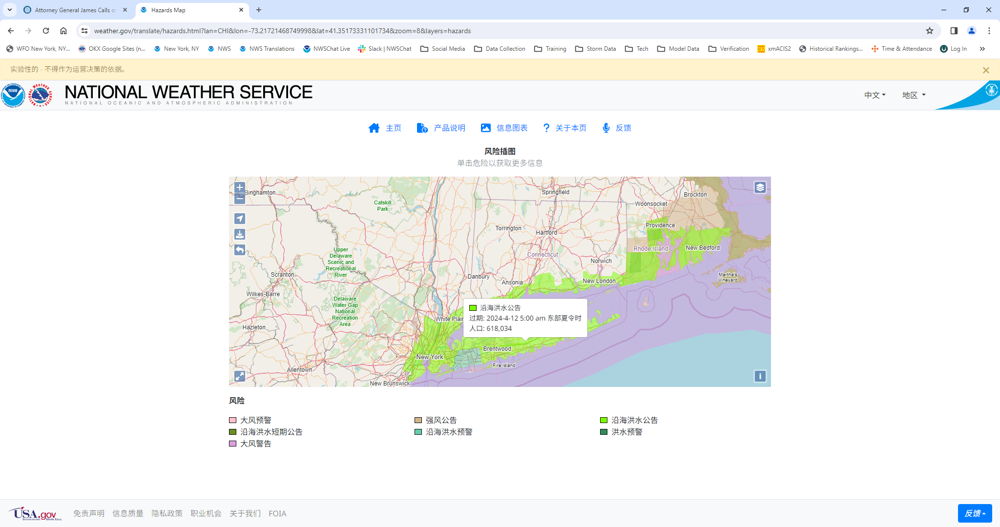 Attorney General James Calls o
Hazards Map
weather.gov/translate/hazards.html?lan=CHI&lon=-73.21721468749998&lat=41.35173331101734&zoom=8&layers=hazards
WFO New York, NY...
OKX Google Sites (n...
New York, NY
NWS
NWS Translations
NWSChat Live
Slack | NWSChat
Social Media
Data Collection
Training
Storm Data
Tech
Model Data
Verification
xmACIS2
Historical Rankings...
Time & Attendance
Log In
实验性的 - 不得作为运营决策的依据。
NATIONAL WEATHER SERVICE
NATIONAL OCEANIC AND ATMOSPHERIC ADMINISTRATION
中文
地区
主页
产品说明
信息图表
关于本页
反馈
风险插图
单击危险以获取更多信息
Binghamton
Catskill
Park
Springfield
Brockton
Woonsocket
Torrington
Hartford
Providence
Connecticut
Rhode Island
New Bedford
Upper
Delaware
Scenic and
Recreational
River
Norwich
Scranton
Danbury
Ansonia
New London
Martha's
Vineyard
Wilkes-Barre
Delaware
Water Gap
National
Recreation
Area
沿海洪水公告
过期: 2024-4-12 5:00 am 东部夏令时
人口: 618,034
White Plain
Hazleton
Brentwood
New York
Fire Island
Allentown
New Brunswick
风险
大风预警
强风公告
沿海洪水公告
沿海洪水短期公告
沿海洪水预警
洪水预警
大风警告
USA.gov
Government Made Easy
免责声明
信息质量
隐私政策
职业机会
关于我们
FOIA
反馈